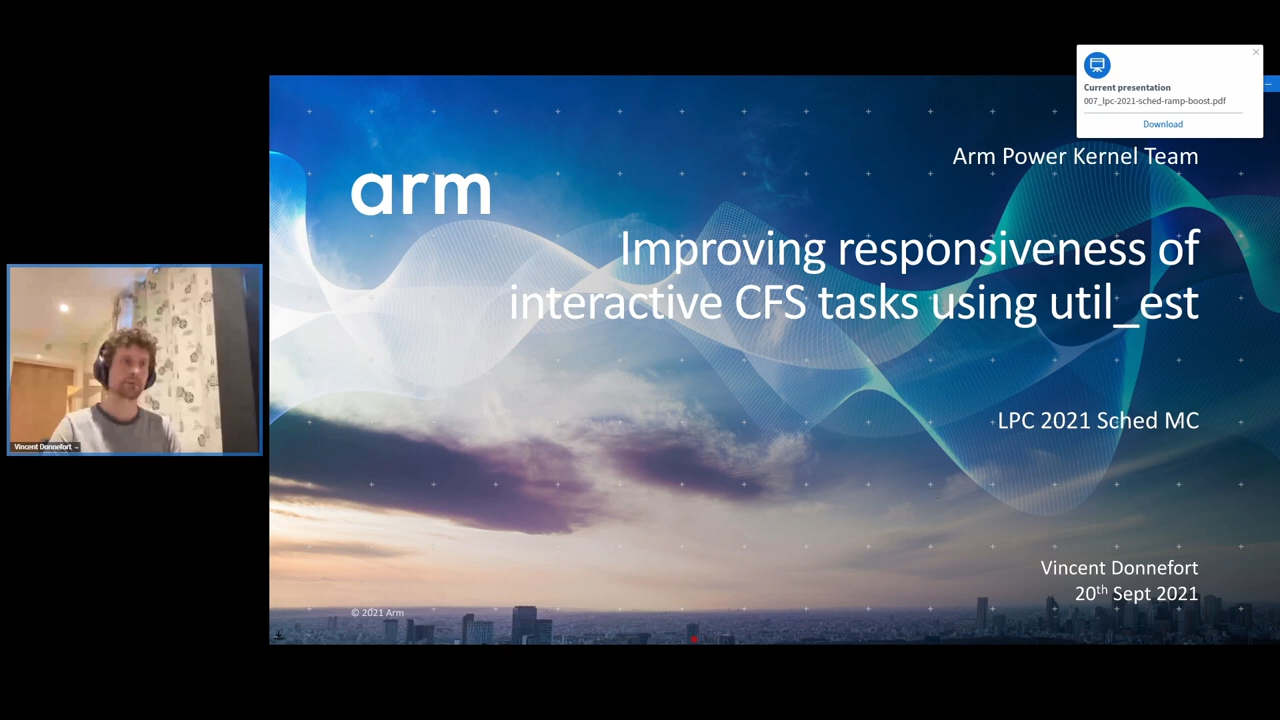 Current presentation
007_lpc-2021-sched-ramp-boost.pdf
Download
Arm Power Kernel Team
arm
Improving responsiveness of
interactive CFS tasks using util_est
LPC 2021 Sched MC
Vincent Donnefort
Vincent Donnefort
20th Sept 2021
© 2021 Arm